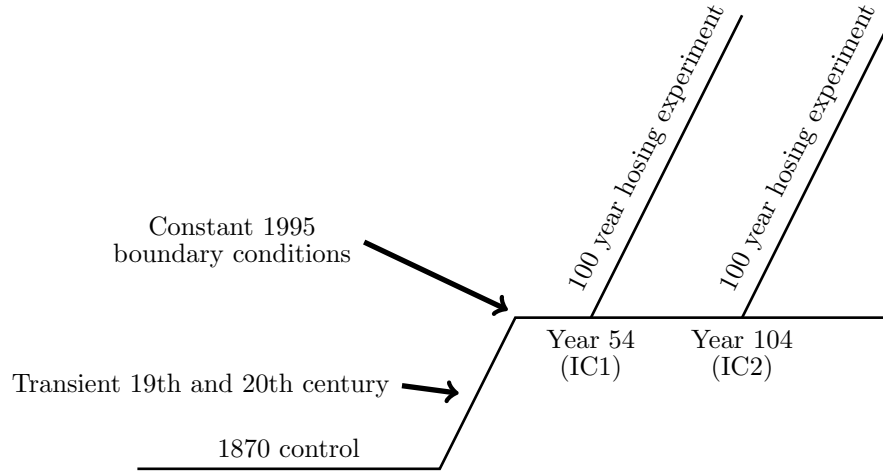 100 year hosing experiment
100 year hosing experiment
Constant 1995
boundary conditions
Year 54
(IC1)
Year 104
(IC2)
Transient 19th and 20th century
1870 control